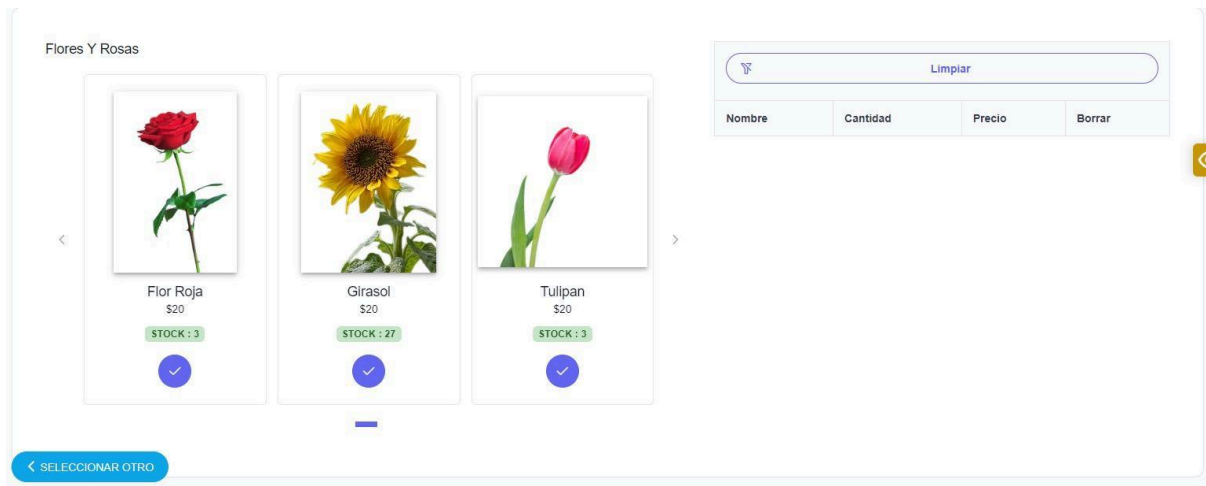 Flores Y Rosas
Flor Roja
$20
STOCK : 3
Girasol
$20
STOCK : 27
Tulipan
$20
STOCK : 3
Limpiar
Nombre Cantidad Precio Borrar
SELECCIONAR OTRO